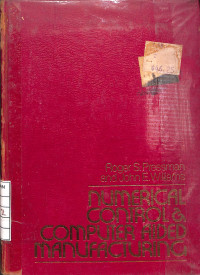 Roger S. Pressman
and John E. Williams
NUMERICAL
CONTROL &
COMPUTER-AIDED
MANUFACTURING